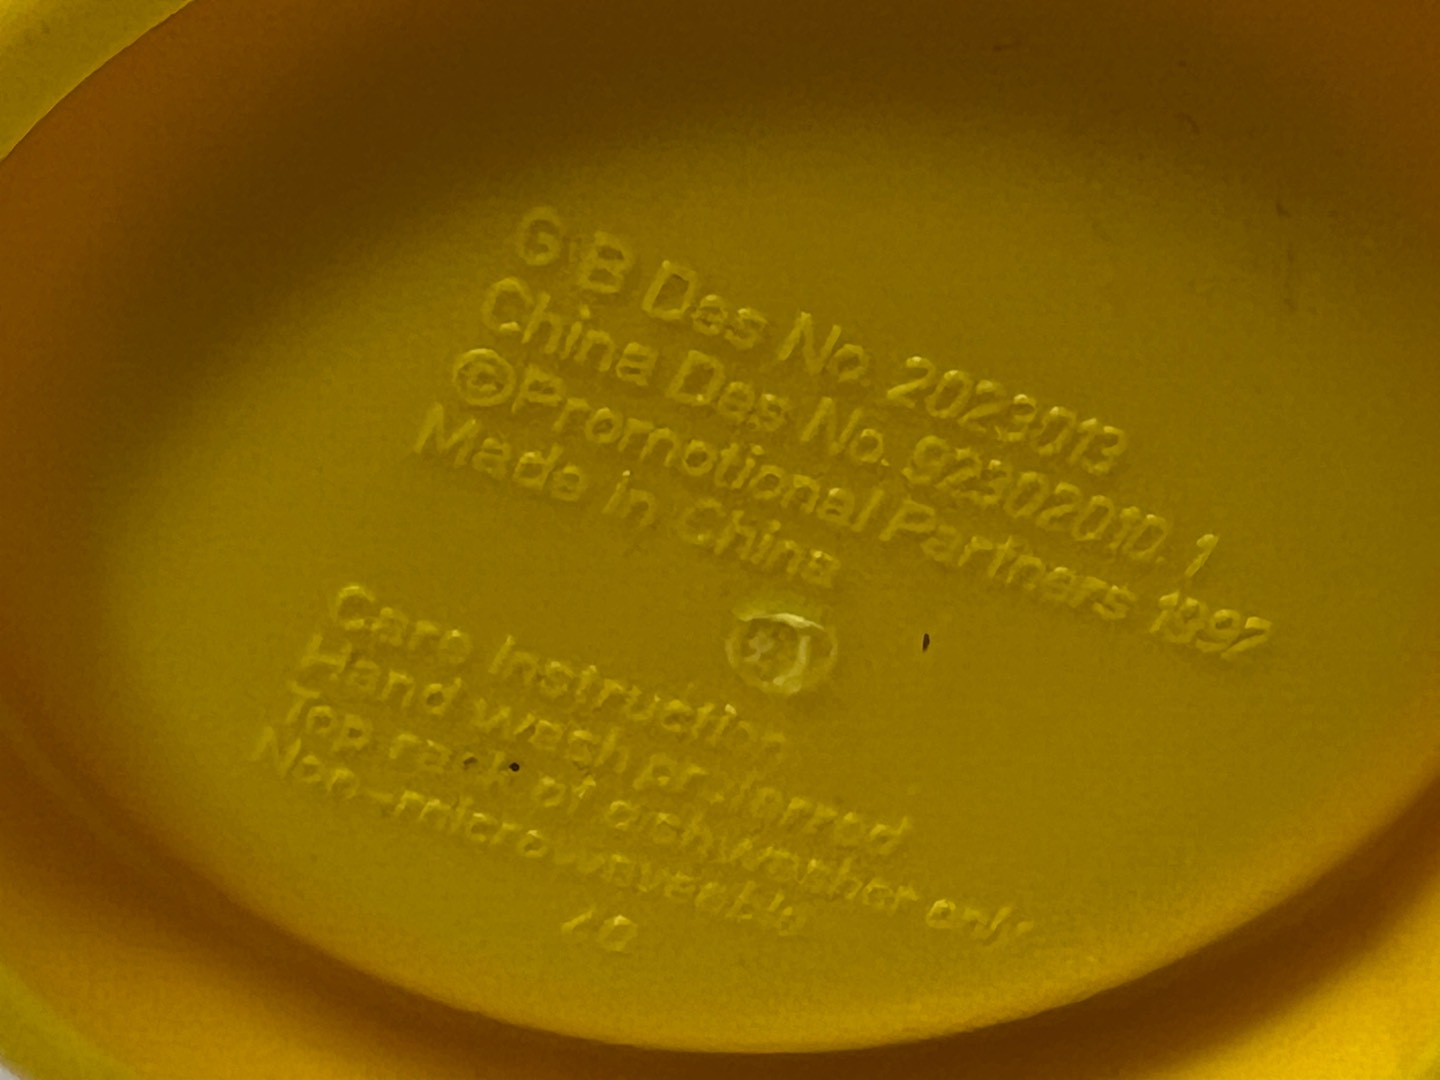 G B Des No. 2023013
China Des No. 92302010. 1
©Promotional Partners 1992
Made in China
Care Instruction
Hand wash preferred
Top rack of dishwasher only
Non-microwaveable